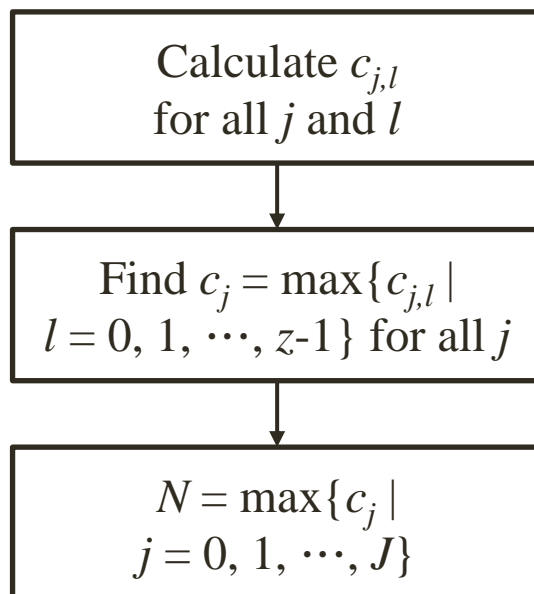 Calculate c_{j,l}
for all j and l
Find c_j = max{c_{j,l} |
l = 0, 1, ⋯, z-1} for all j
N = max{c_j |
j = 0, 1, ⋯, J}